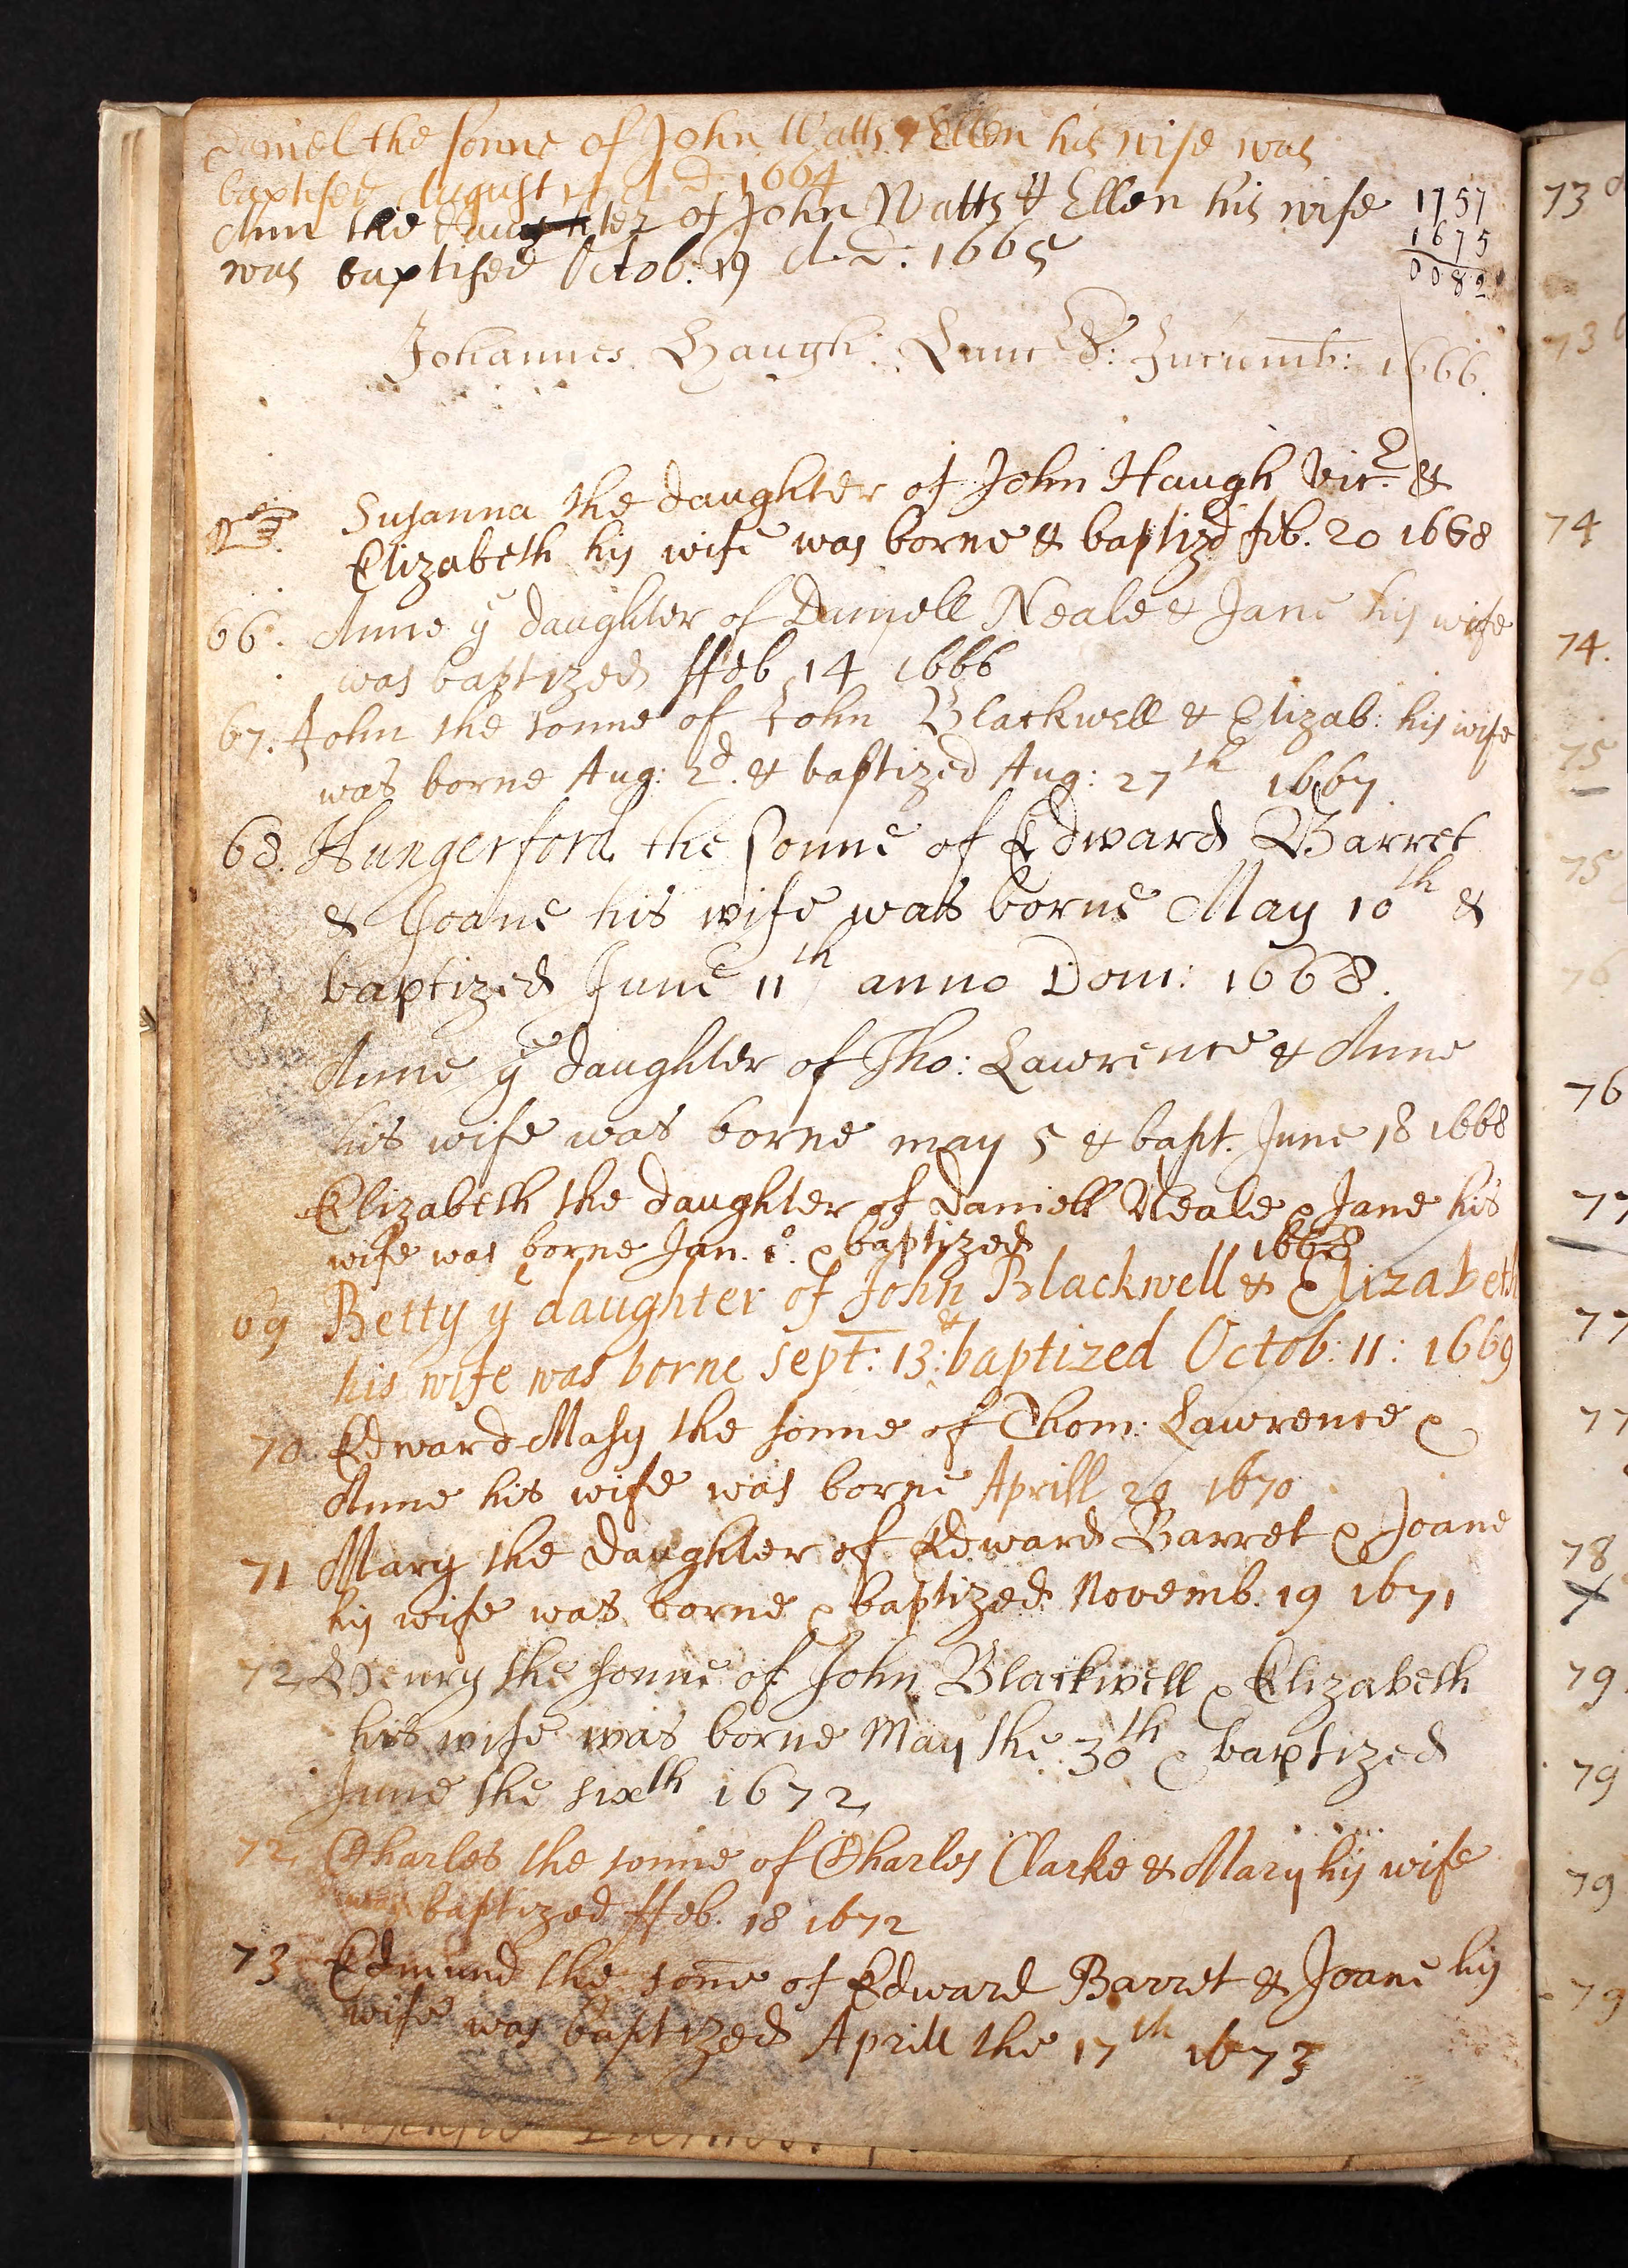 Daniel the sonne of John Watts & Ellen his wife was
baptised August 14 A. D. 1664
Ann the daughter of John Watts & Ellen his wife
was baptised Octob: 19 A. D: 1665
1757
1675
0082
Johannes Haugh: Incumb: 1666.
Susanna the daughter of John Haugh Vicr. &
Elizabeth his wife was borne & baptizd feb. 20 1668
66. Anne ye daughter of Daniell Neale & Jane his wife
was baptized ffeb 14 1666
67. John the sonne of John Blackwell & Elizab: his wife
was borne Aug: 2d. & baptized Aug: 27th 1667
68. Hungerford the sonne of Edward Barret
& Joane his wife was borne May 10th &
baptized June 11th anno Dom: 1668.
Anne ye daughter of Tho: Lawrence & Anne
his wife was borne may 5 & bapt. June 18 1668
Elizabeth the daughter of Daniell Neale & Jane his
wife was borne Jan. & baptized 1668
69 Betty ye daughter of John Blackwell & Elizabeth
his wife was borne Sept: 13: & baptized Octob: 11: 1669
70 Edward Masy the sonne of Thom: Lawrence &
Anne his wife was borne Aprill 20 1670
71 Mary the daughter of Edward Barret & Joane
his wife was borne & baptized Novemb. 19 1671
72 Henry the sonne of John Blackwell & Elizabeth
his wife was borne May the 30th & baptized
June the sixth 1672
72 Charles the sonne of Charles Clarke & Mary his wife
was baptized ffeb. 18 1672
73 Edmund the sone of Edward Barret & Joane his
wife was baptized Aprill the 17th 1673
73
73
74
74.
75
75
76
76
77
77
77
78
79
79
79
79